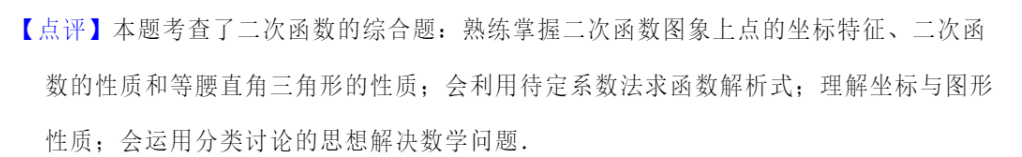 【点评】本题考查了二次函数的综合题：熟练掌握二次函数图象上点的坐标特征、二次函
数的性质和等腰直角三角形的性质；会利用待定系数法求函数解析式；理解坐标与图形
性质；会运用分类讨论的思想解决数学问题．